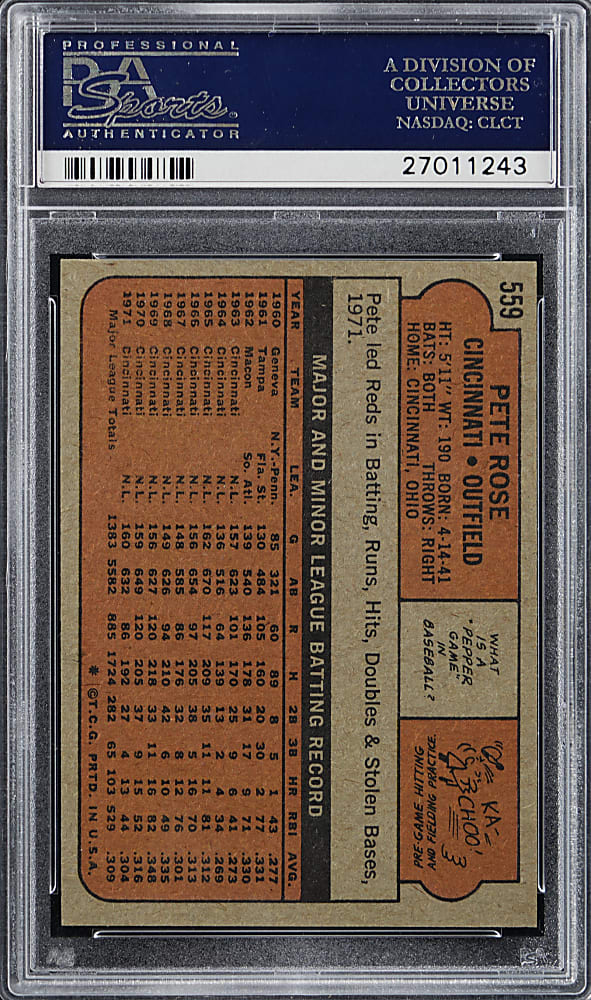 PROFESSIONAL
PSA
Sports
AUTHENTICATOR
A DIVISION OF
COLLECTORS
UNIVERSE
NASDAQ: CLCT
27011243
559
PETE ROSE
CINCINNATI • OUTFIELD
HT: 5'11" WT: 190 BORN: 4-14-41
BATS: BOTH THROWS: RIGHT
HOME: CINCINNATI, OHIO
WHAT
IS A
"PEPPER
GAME"
IN
BASEBALL?
KA-
CHOO!
PRE-GAME HITTING
AND FIELDING PRACTICE.
Pete led Reds in Batting, Runs, Hits, Doubles & Stolen Bases,
1971.
MAJOR AND MINOR LEAGUE BATTING RECORD
YEAR TEAM LEA. G AB R H 2B 3B HR RBI AVG.
1960 Geneva N.Y.-Penn. 85 321 60 89 8 5 1 43 .277
1961 Tampa Fla. St. 130 484 105 160 20 30 2 77 .331
1962 Macon So. Atl. 139 540 136 178 31 17 9 71 .330
1963 Cincinnati N.L. 157 623 101 170 25 9 6 41 .273
1964 Cincinnati N.L. 136 516 64 139 13 2 4 34 .269
1965 Cincinnati N.L. 162 670 117 209 35 11 11 81 .312
1966 Cincinnati N.L. 156 654 97 205 38 5 16 70 .313
1967 Cincinnati N.L. 148 585 86 176 32 8 12 76 .301
1968 Cincinnati N.L. 149 626 94 210 42 6 10 49 .335
1969 Cincinnati N.L. 156 627 120 218 33 11 16 82 .348
1970 Cincinnati N.L. 159 649 120 205 37 9 15 52 .316
1971 Cincinnati N.L. 160 632 86 192 27 4 13 44 .304
Major League Totals 1383 5582 885 1724 282 65 103 529 .309
* © T.C.G. PRTD. IN U.S.A.